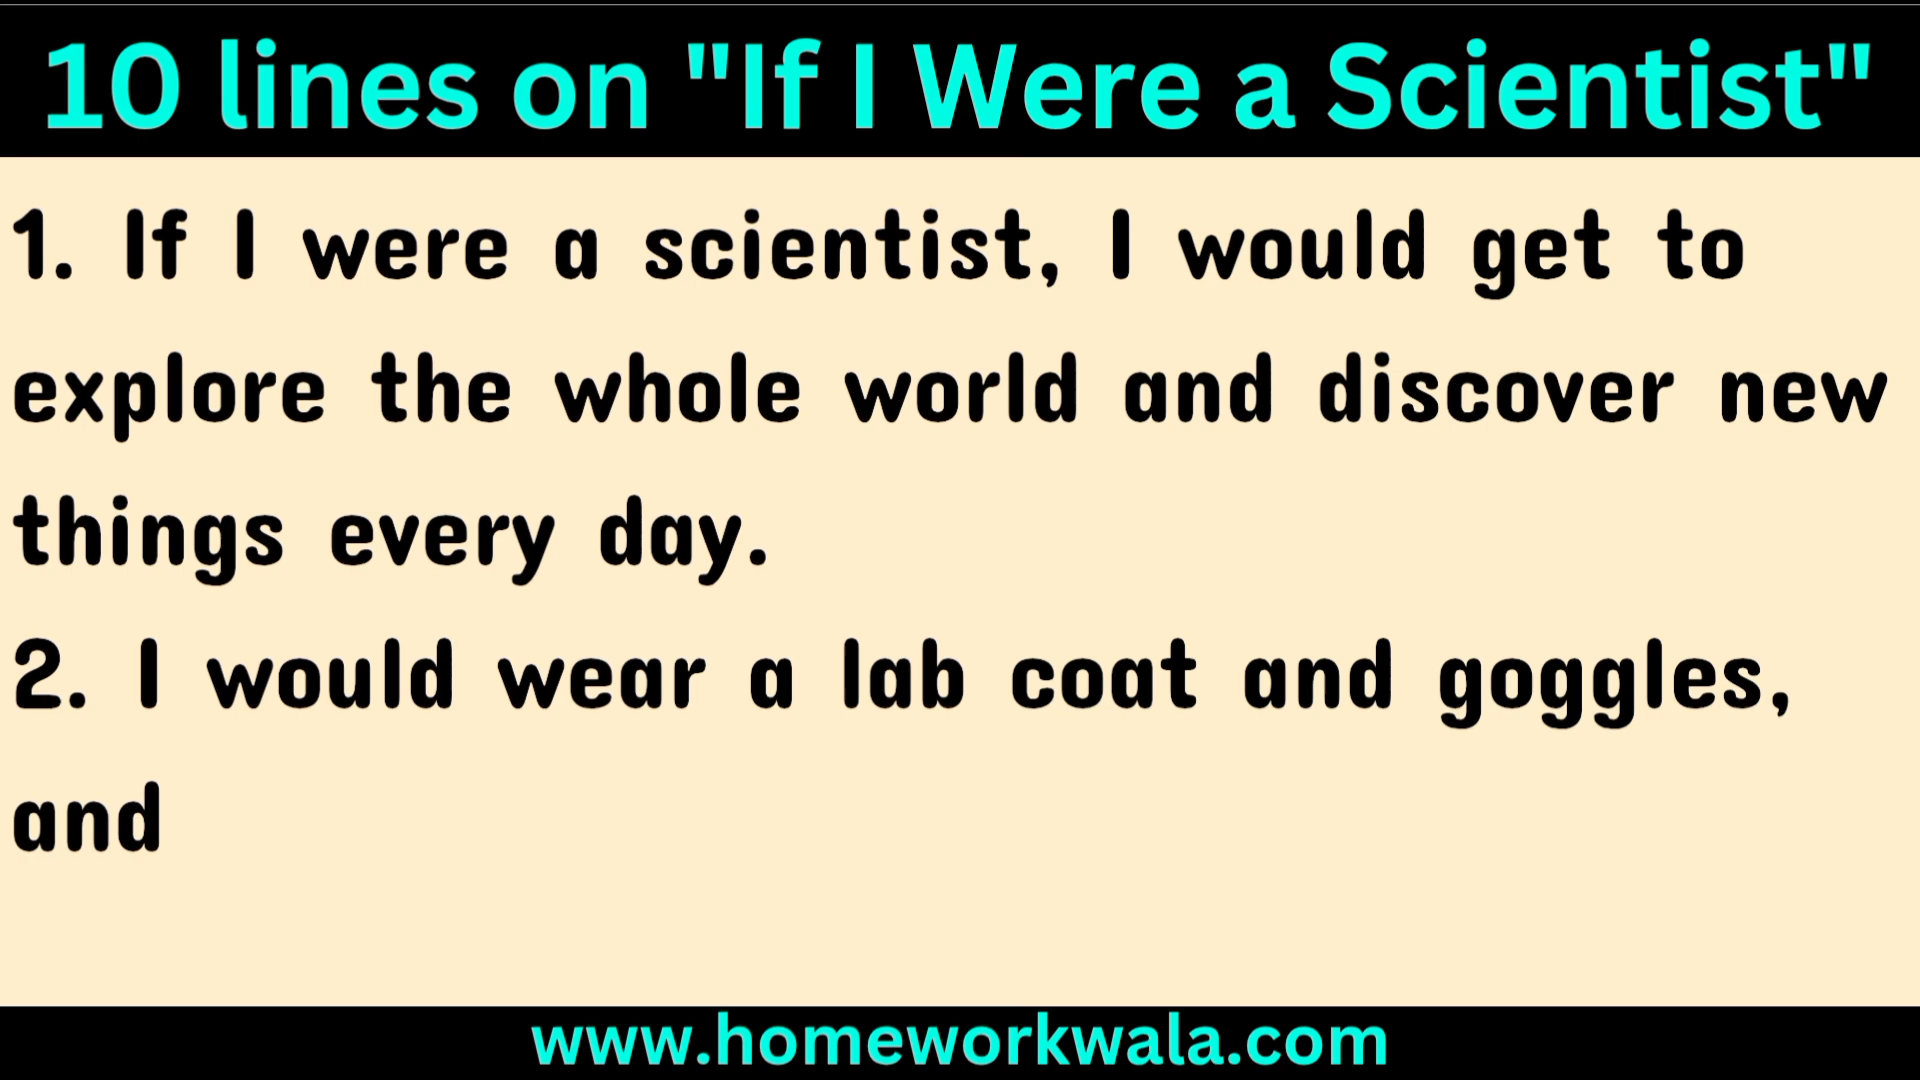 10 lines on "If I Were a Scientist"
1. If I were a scientist, I would get to
explore the whole world and discover new
things every day.
2. I would wear a lab coat and goggles,
and
www.homeworkwala.com